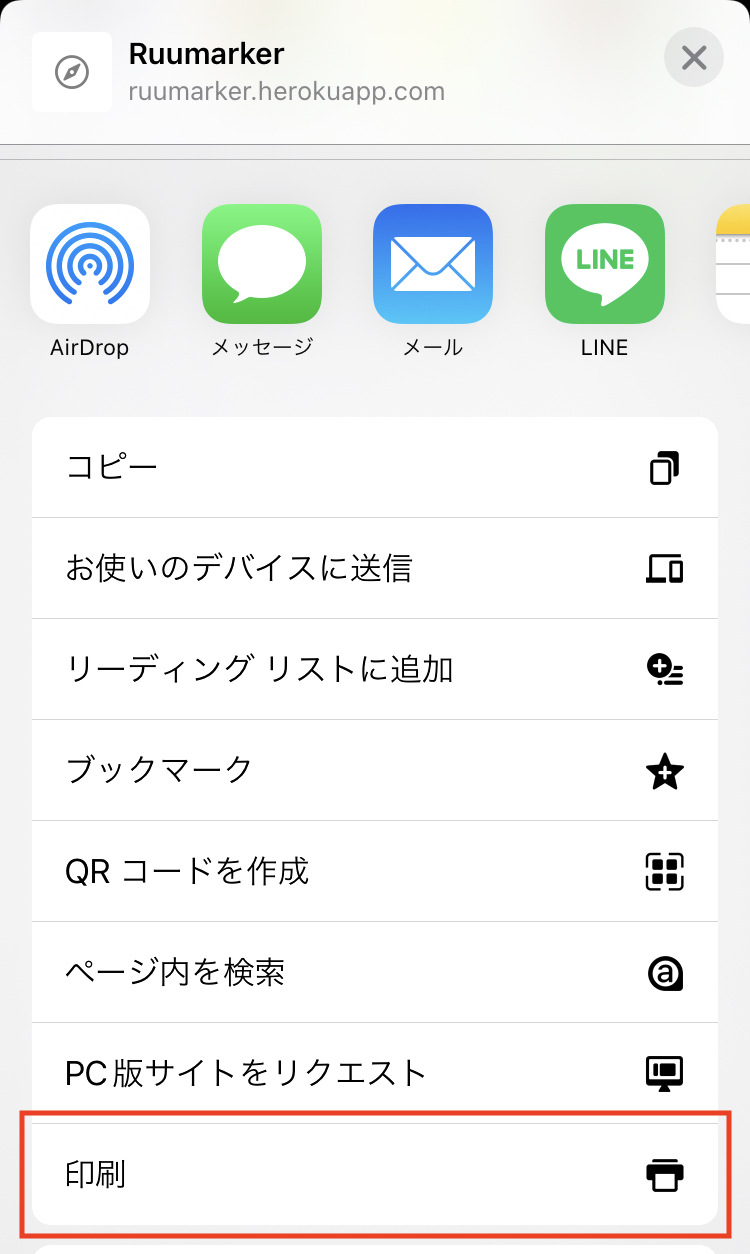 Ruumarker
ruumarker.herokuapp.com
AirDrop
メッセージ
メール
LINE
LINE
コピー
お使いのデバイスに送信
リーディング リストに追加
ブックマーク
QR コードを作成
ページ内を検索
PC版サイトをリクエスト
印刷